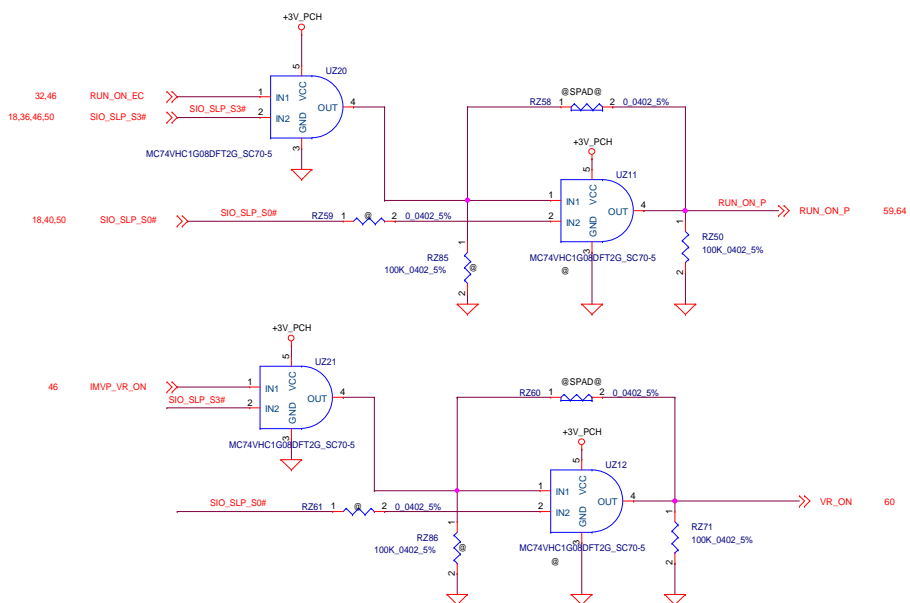 +3V_PCH
5
UZ20
32,46 RUN_ON_EC 1 IN1 VCC OUT 4
18,36,46,50 SIO_SLP_S3# SIO_SLP_S3# 2 IN2 GND
3
MC74VHC1G08DFT2G_SC70-5
@SPAD@
RZ58 1 2 0_0402_5%
+3V_PCH
5
UZ11
1 IN1 VCC OUT 4 RUN_ON_P RUN_ON_P 59,64
18,40,50 SIO_SLP_S0# SIO_SLP_S0# RZ59 1 @ 2 0_0402_5% 2 IN2 GND
3
1 RZ50
100K_0402_5%
2
1 RZ85
100K_0402_5% @
2
MC74VHC1G08DFT2G_SC70-5
@
+3V_PCH
5
UZ21
46 IMVP_VR_ON 1 IN1 VCC OUT 4
SIO_SLP_S3# 2 IN2 GND
3
MC74VHC1G08DFT2G_SC70-5
@SPAD@
RZ60 1 2 0_0402_5%
+3V_PCH
5
UZ12
1 IN1 VCC OUT 4 VR_ON 60
SIO_SLP_S0# RZ61 1 @ 2 0_0402_5% 2 IN2 GND
3
1 RZ71
100K_0402_5%
2
1 RZ86
100K_0402_5% @
2
MC74VHC1G08DFT2G_SC70-5
@